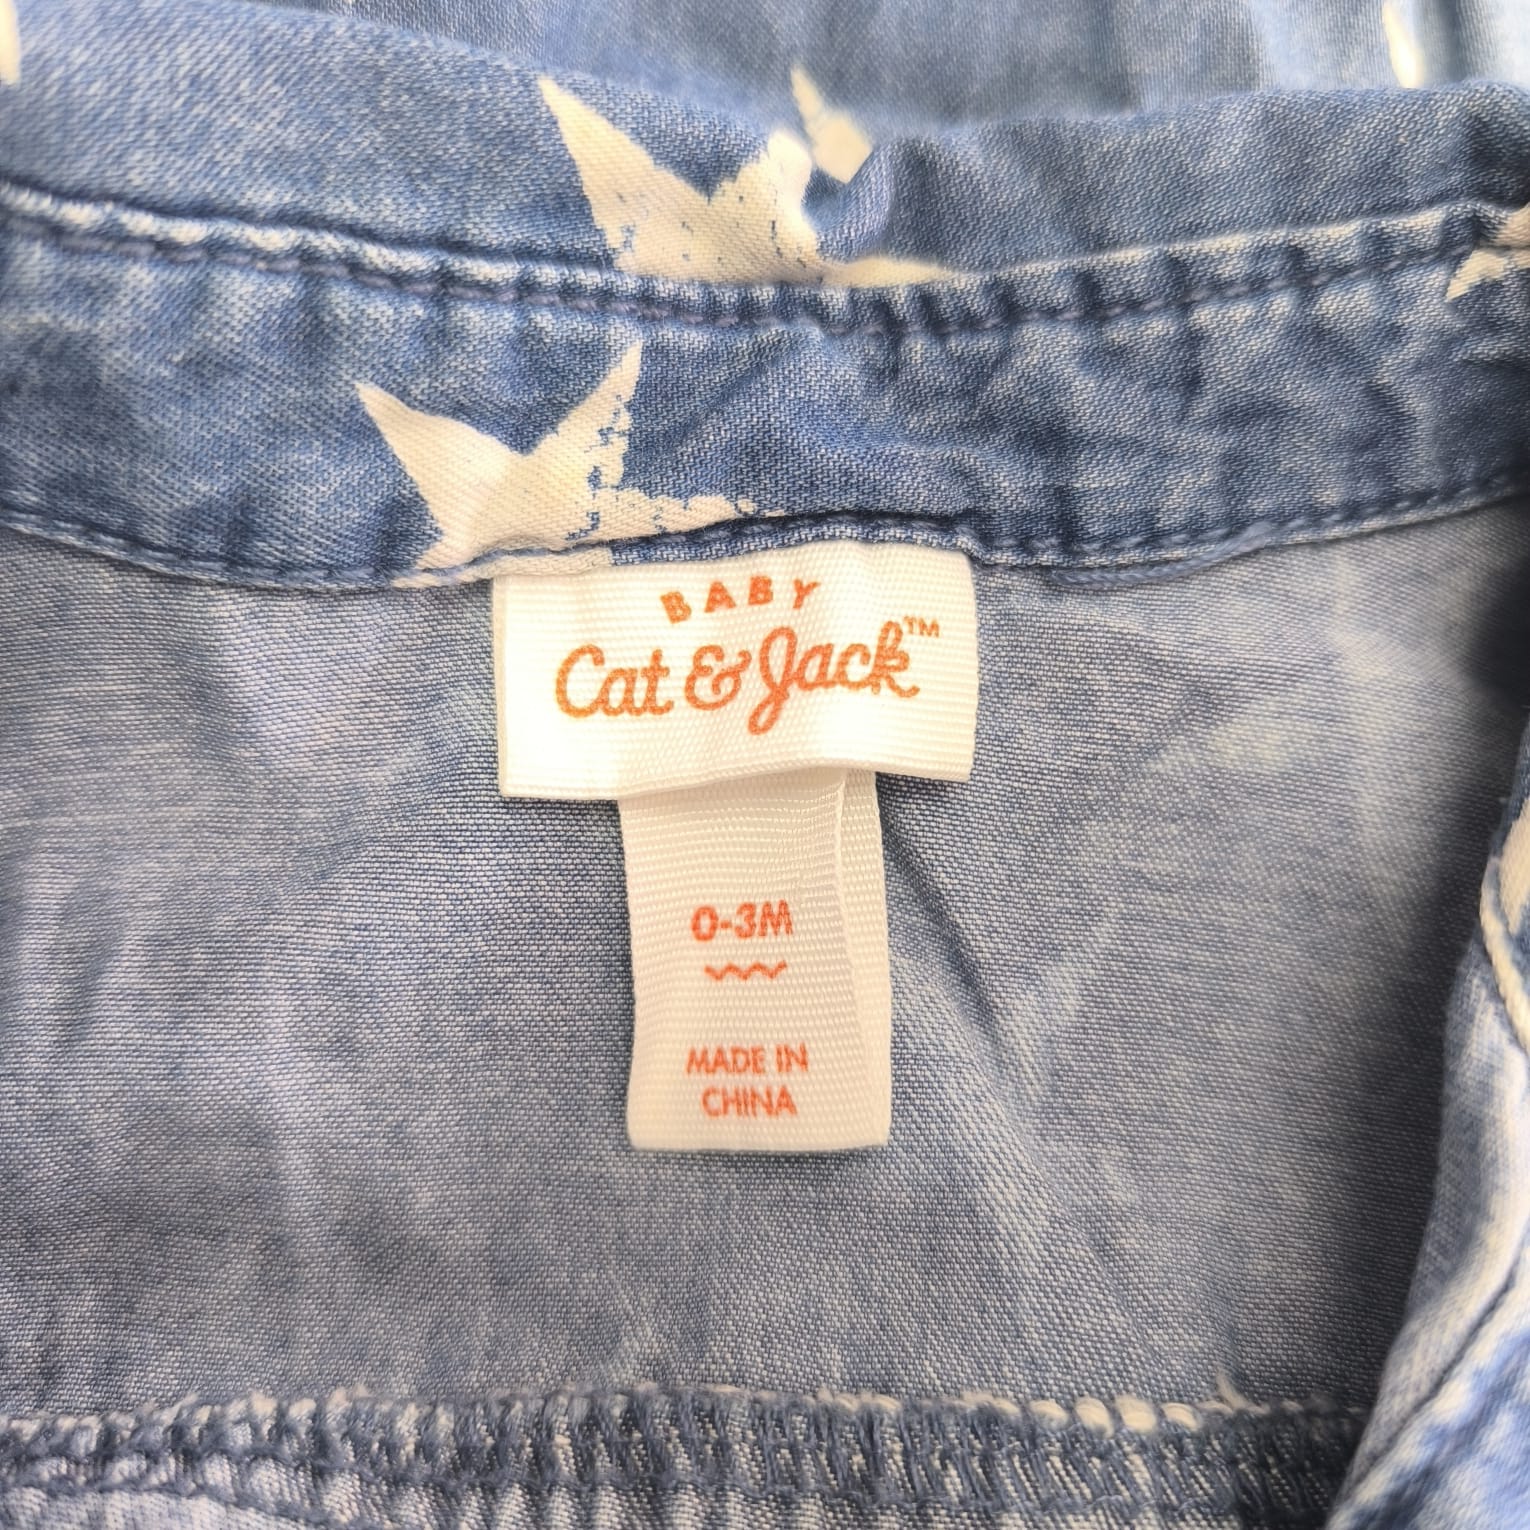 BABY
Cat & Jack™
0-3M
MADE IN
CHINA